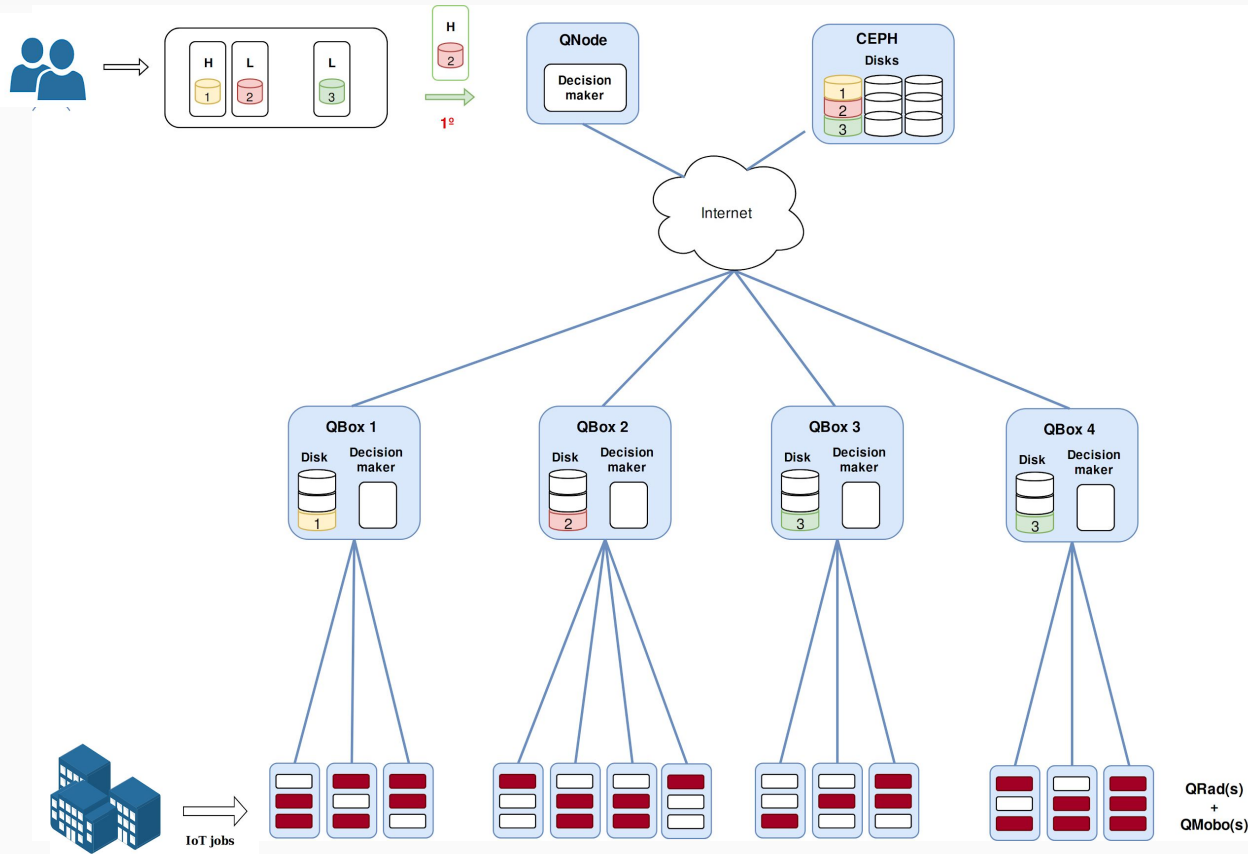 H
L
L
1
2
3
H
2
1º
QNode
Decision
maker
CEPH
Disks
1
2
3
Internet
QBox 1
Disk
Decision
maker
1
QBox 2
Disk
Decision
maker
2
QBox 3
Disk
Decision
maker
3
QBox 4
Disk
Decision
maker
3
IoT jobs
QRad(s)
+
QMobo(s)